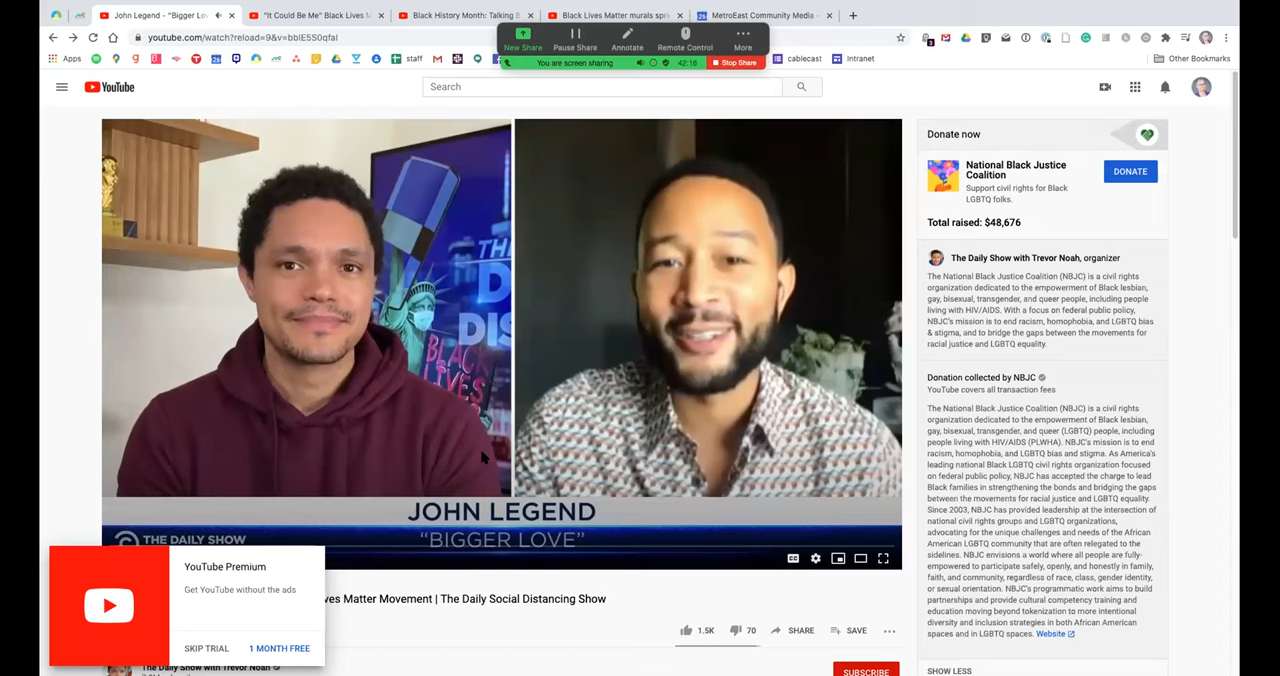 John Legend - "Bigger Lo
"It Could Be Me" Black Lives M
Black History Month: Talking B
Black Lives Matter murals spr
MetroEast Community Media -
youtube.com/watch?reload=9&v=bbIE5S0qfaI
New Share
Pause Share
Annotate
Remote Control
More
You are screen sharing
42:16
Stop Share
Apps
staff
cablecast
Intranet
Other Bookmarks
YouTube
Search
THE
DAILY
DIS
BLACK
LIVES
JOHN LEGEND
THE DAILY SHOW
"BIGGER LOVE"
YouTube Premium
Get YouTube without the ads
SKIP TRIAL
1 MONTH FREE
ves Matter Movement | The Daily Social Distancing Show
1.5K
70
SHARE
SAVE
The Daily Show with Trevor Noah
SUBSCRIBE
Donate now
National Black Justice
Coalition
DONATE
Support civil rights for Black
LGBTQ folks.
Total raised: $48,676
The Daily Show with Trevor Noah, organizer
The National Black Justice Coalition (NBJC) is a civil rights
organization dedicated to the empowerment of Black lesbian,
gay, bisexual, transgender, and queer people, including people
living with HIV/AIDS. With a focus on federal public policy,
NBJC's mission is to end racism, homophobia, and LGBTQ bias
& stigma, and to bridge the gaps between the movements for
racial justice and LGBTQ equality.
Donation collected by NBJC
YouTube covers all transaction fees
The National Black Justice Coalition (NBJC) is a civil rights
organization dedicated to the empowerment of Black lesbian,
gay, bisexual, transgender, and queer (LGBTQ) people, including
people living with HIV/AIDS (PLWHA). NBJC's mission is to end
racism, homophobia, and LGBTQ bias and stigma. As America's
leading national Black LGBTQ civil rights organization focused
on federal public policy, NBJC has accepted the charge to lead
Black families in strengthening the bonds and bridging the gaps
between the movements for racial justice and LGBTQ equality.
Since 2003, NBJC has provided leadership at the intersection of
national civil rights groups and LGBTQ organizations,
advocating for the unique challenges and needs of the African
American LGBTQ community that are often relegated to the
sidelines. NBJC envisions a world where all people are fully-
empowered to participate safely, openly, and honestly in family,
faith, and community, regardless of race, class, gender identity,
or sexual orientation. NBJC's programmatic work aims to build
partnerships and provide cultural competency training and
education moving beyond tokenization to more intentional
diversity and inclusion strategies in both African American
spaces and in LGBTQ spaces. Website
SHOW LESS